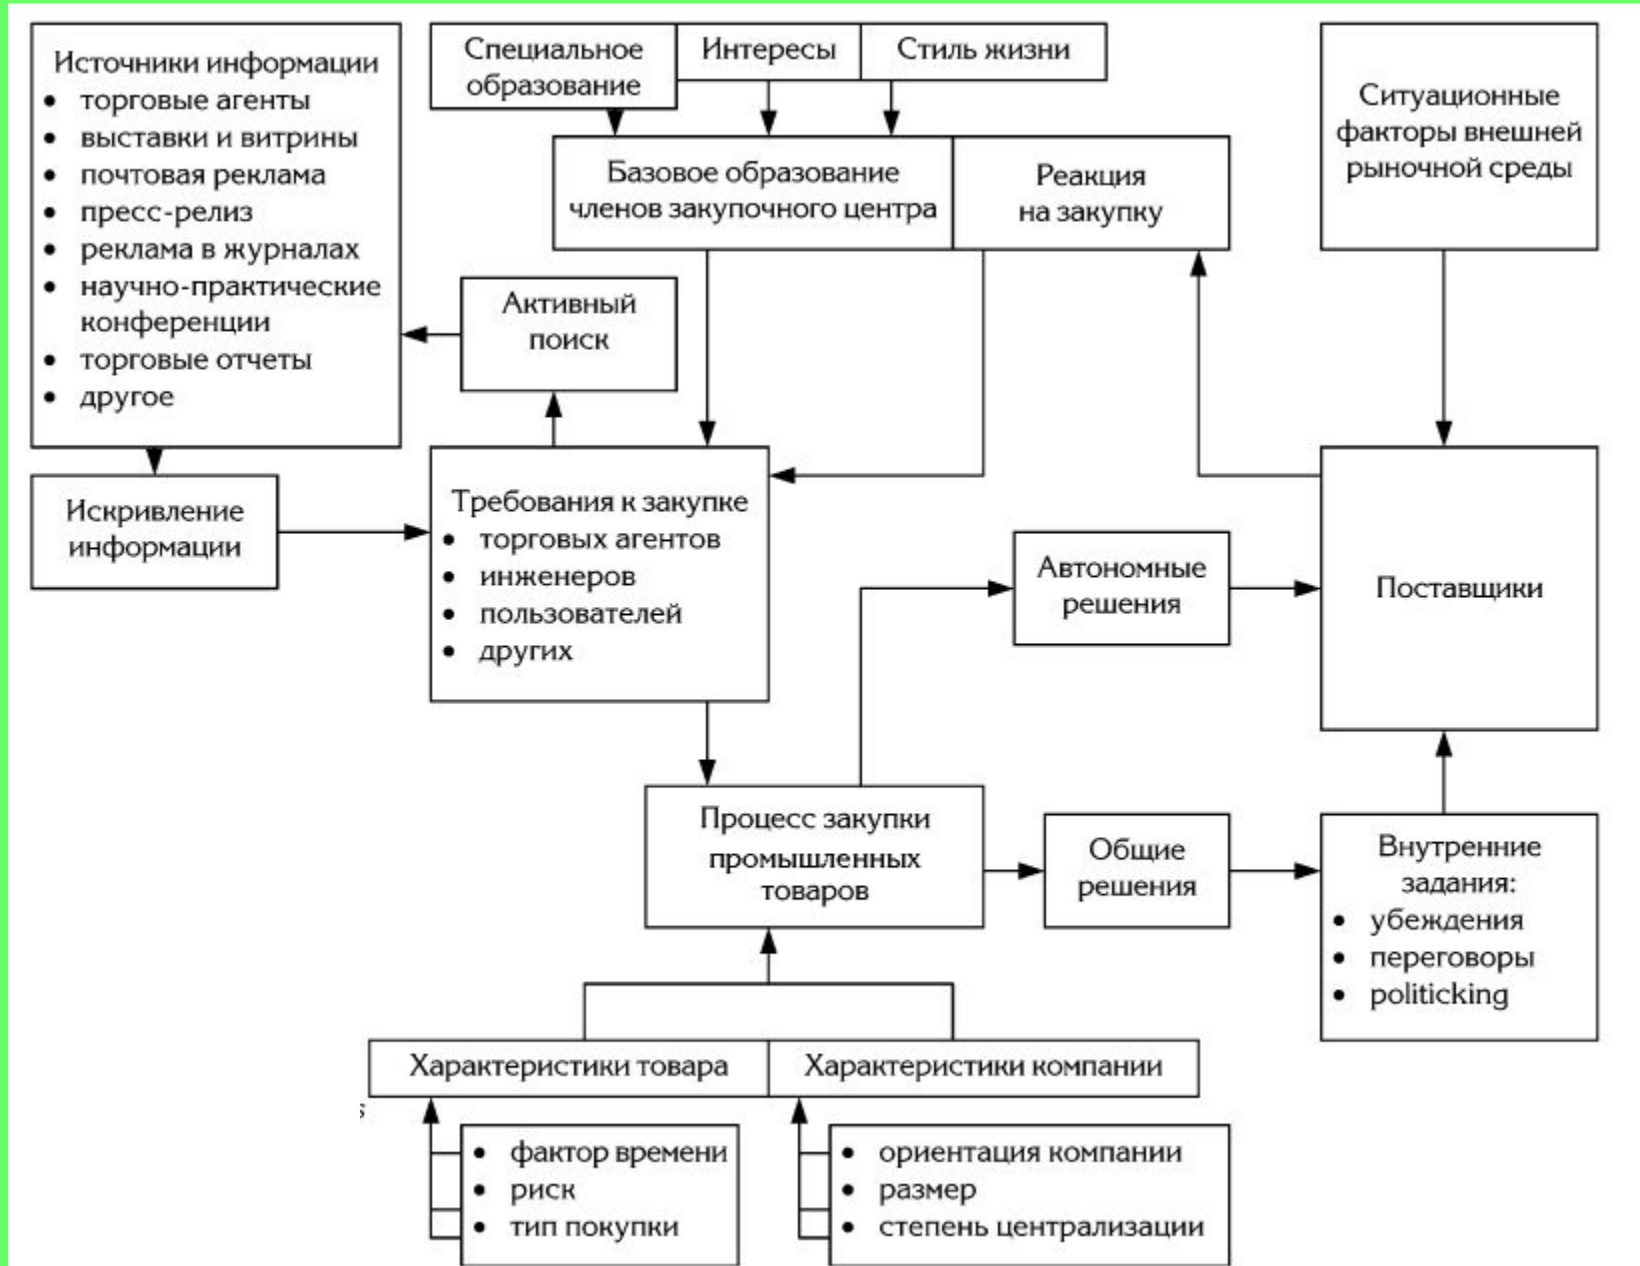 Источники информации
• торговые агенты
• выставки и витрины
• почтовая реклама
• пресс-релиз
• реклама в журналах
• научно-практические
конференции
• торговые отчеты
• другое
Специальное
образование
Интересы
Стиль жизни
Ситуационные
факторы внешней
рыночной среды
Базовое образование
членов закупочного центра
Реакция
на закупку
Активный
поиск
Искривление
информации
Требования к закупке
• торговых агентов
• инженеров
• пользователей
• других
Автономные
решения
Поставщики
Процесс закупки
промышленных
товаров
Общие
решения
Внутренние
задания:
• убеждения
• переговоры
• politicking
Характеристики товара
Характеристики компании
• фактор времени
• риск
• тип покупки
• ориентация компании
• размер
• степень централизации